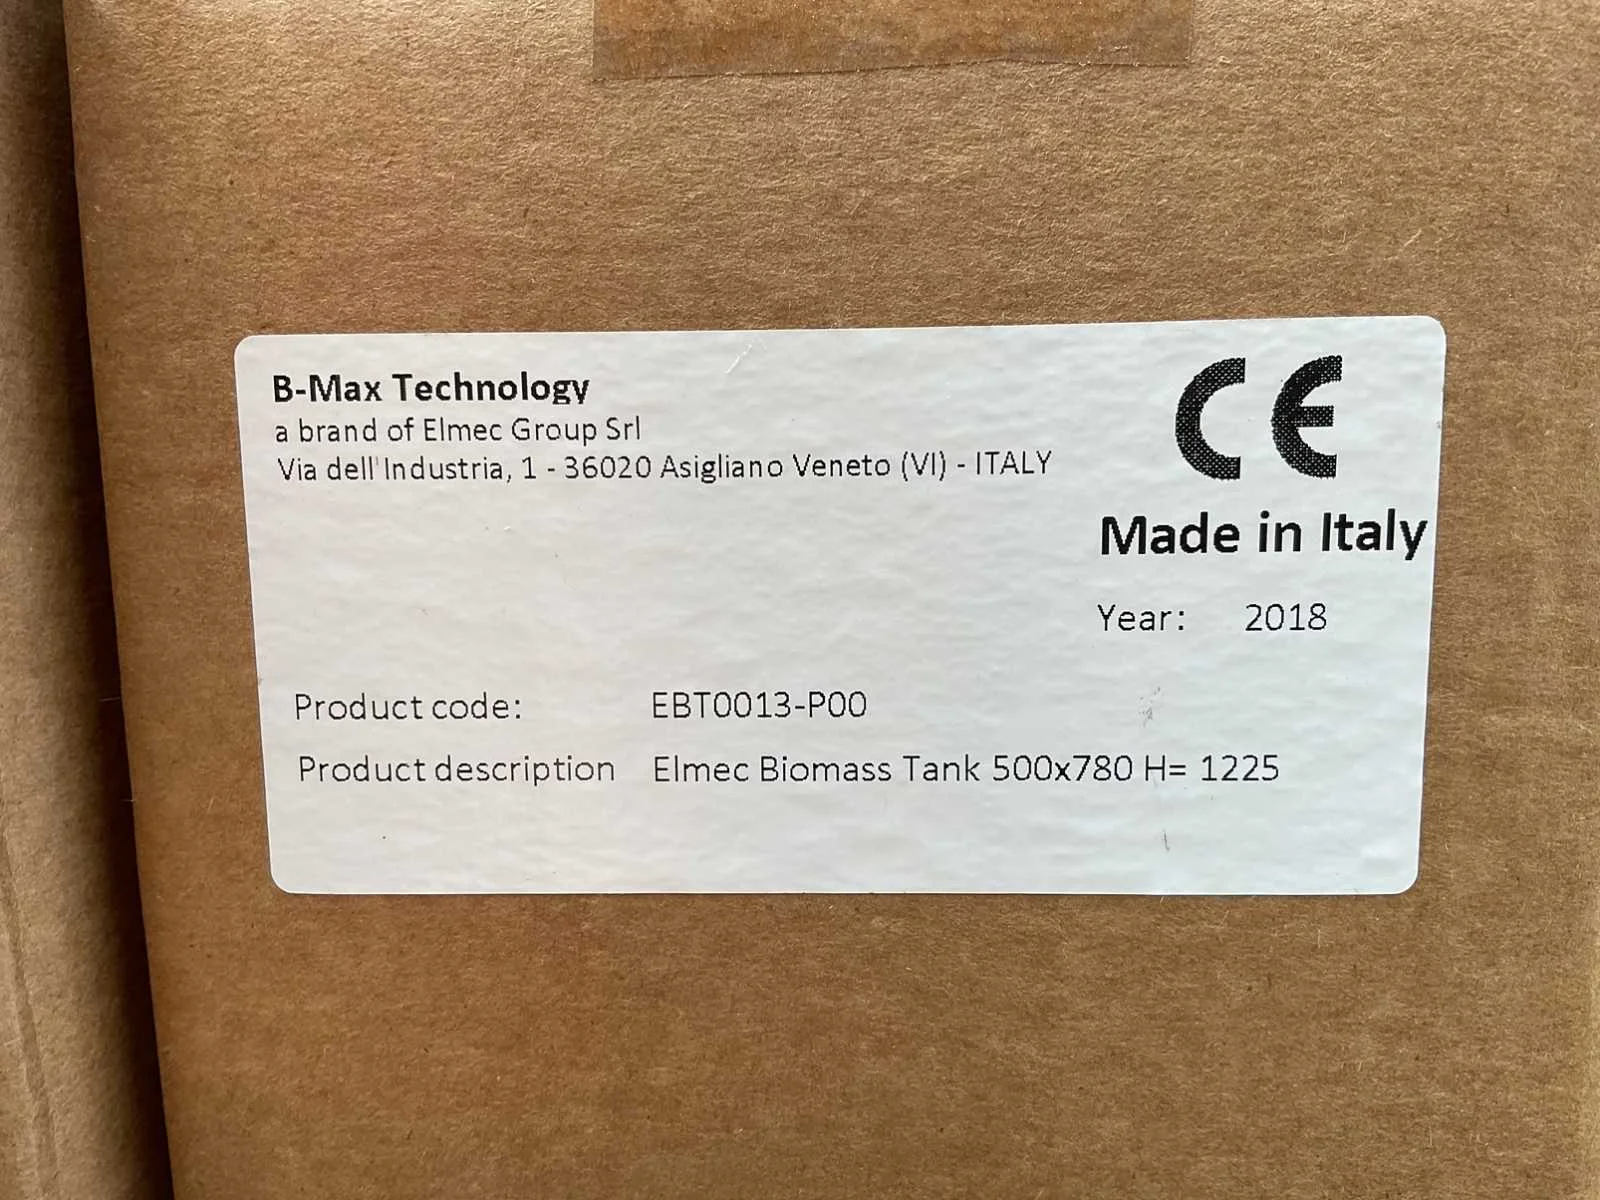 B-Max Technology
a brand of Elmec Group Srl
Via dell'Industria, 1 - 36020 Asigliano Veneto (VI) - ITALY
CE
Made in Italy
Year: 2018
Product code: EBT0013-P00
Product description Elmec Biomass Tank 500x780 H= 1225